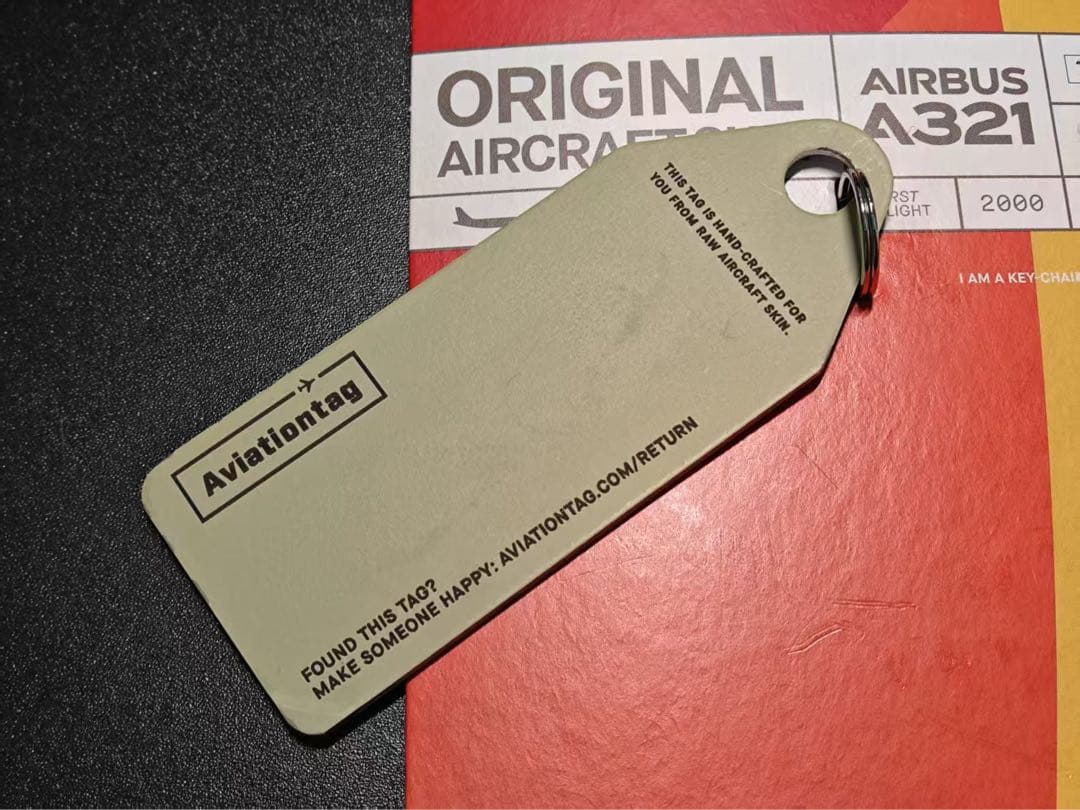 ORIGINAL
AIRCRAFT
AIRBUS
A321
LIGHT
2000
I AM A KEY-CHAI
THIS TAG IS HAND-CRAFTED FOR
YOU FROM RAW AIRCRAFT SKIN.
Aviationtag
FOUND THIS TAG?
MAKE SOMEONE HAPPY: AVIATIONTAG.COM/RETURN